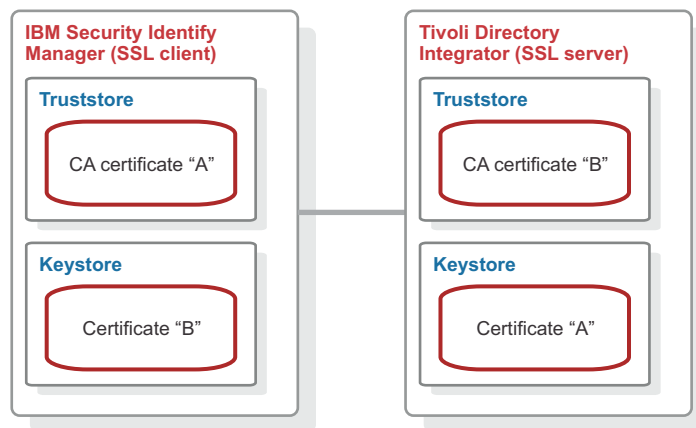 IBM Security Identify
Manager (SSL client)
Truststore
CA certificate “A”
Keystore
Certificate “B”
Tivoli Directory
Integrator (SSL server)
Truststore
CA certificate “B”
Keystore
Certificate “A”